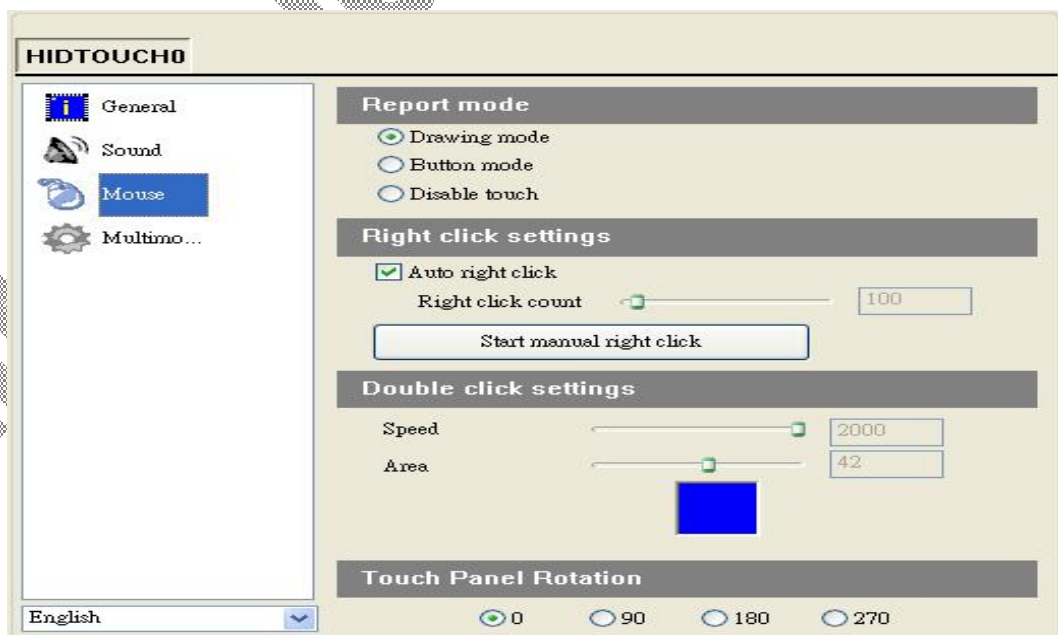 HIDTOUCH0
General
Sound
Mouse
Multimo...
English
Report mode
Drawing mode
Button mode
Disable touch
Right click settings
Auto right click
Right click count 100
Start manual right click
Double click settings
Speed 2000
Area 42
Touch Panel Rotation
0 90 180 270